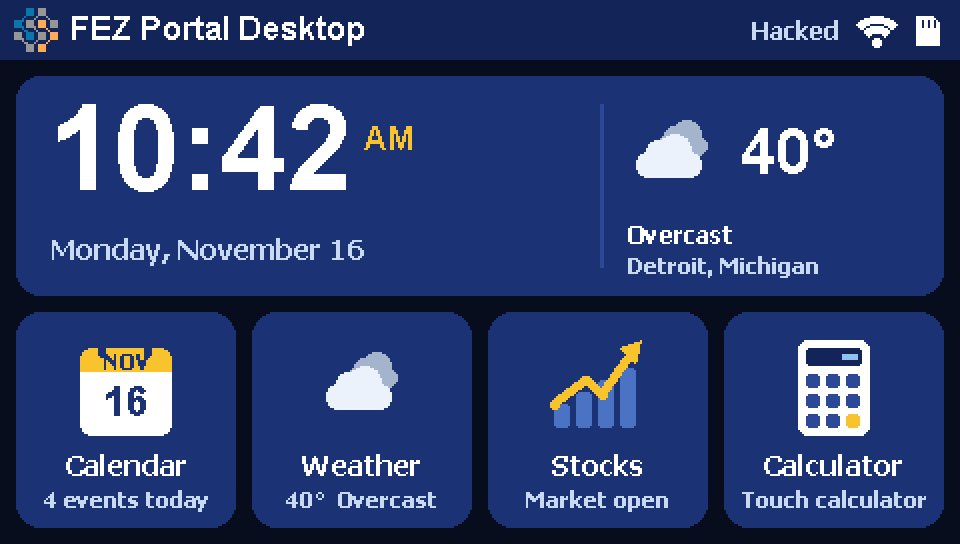 FEZ Portal Desktop
Hacked
10:42 AM
Monday, November 16
40°
Overcast
Detroit, Michigan
NOV
16
Calendar
4 events today
Weather
40° Overcast
Stocks
Market open
Calculator
Touch calculator